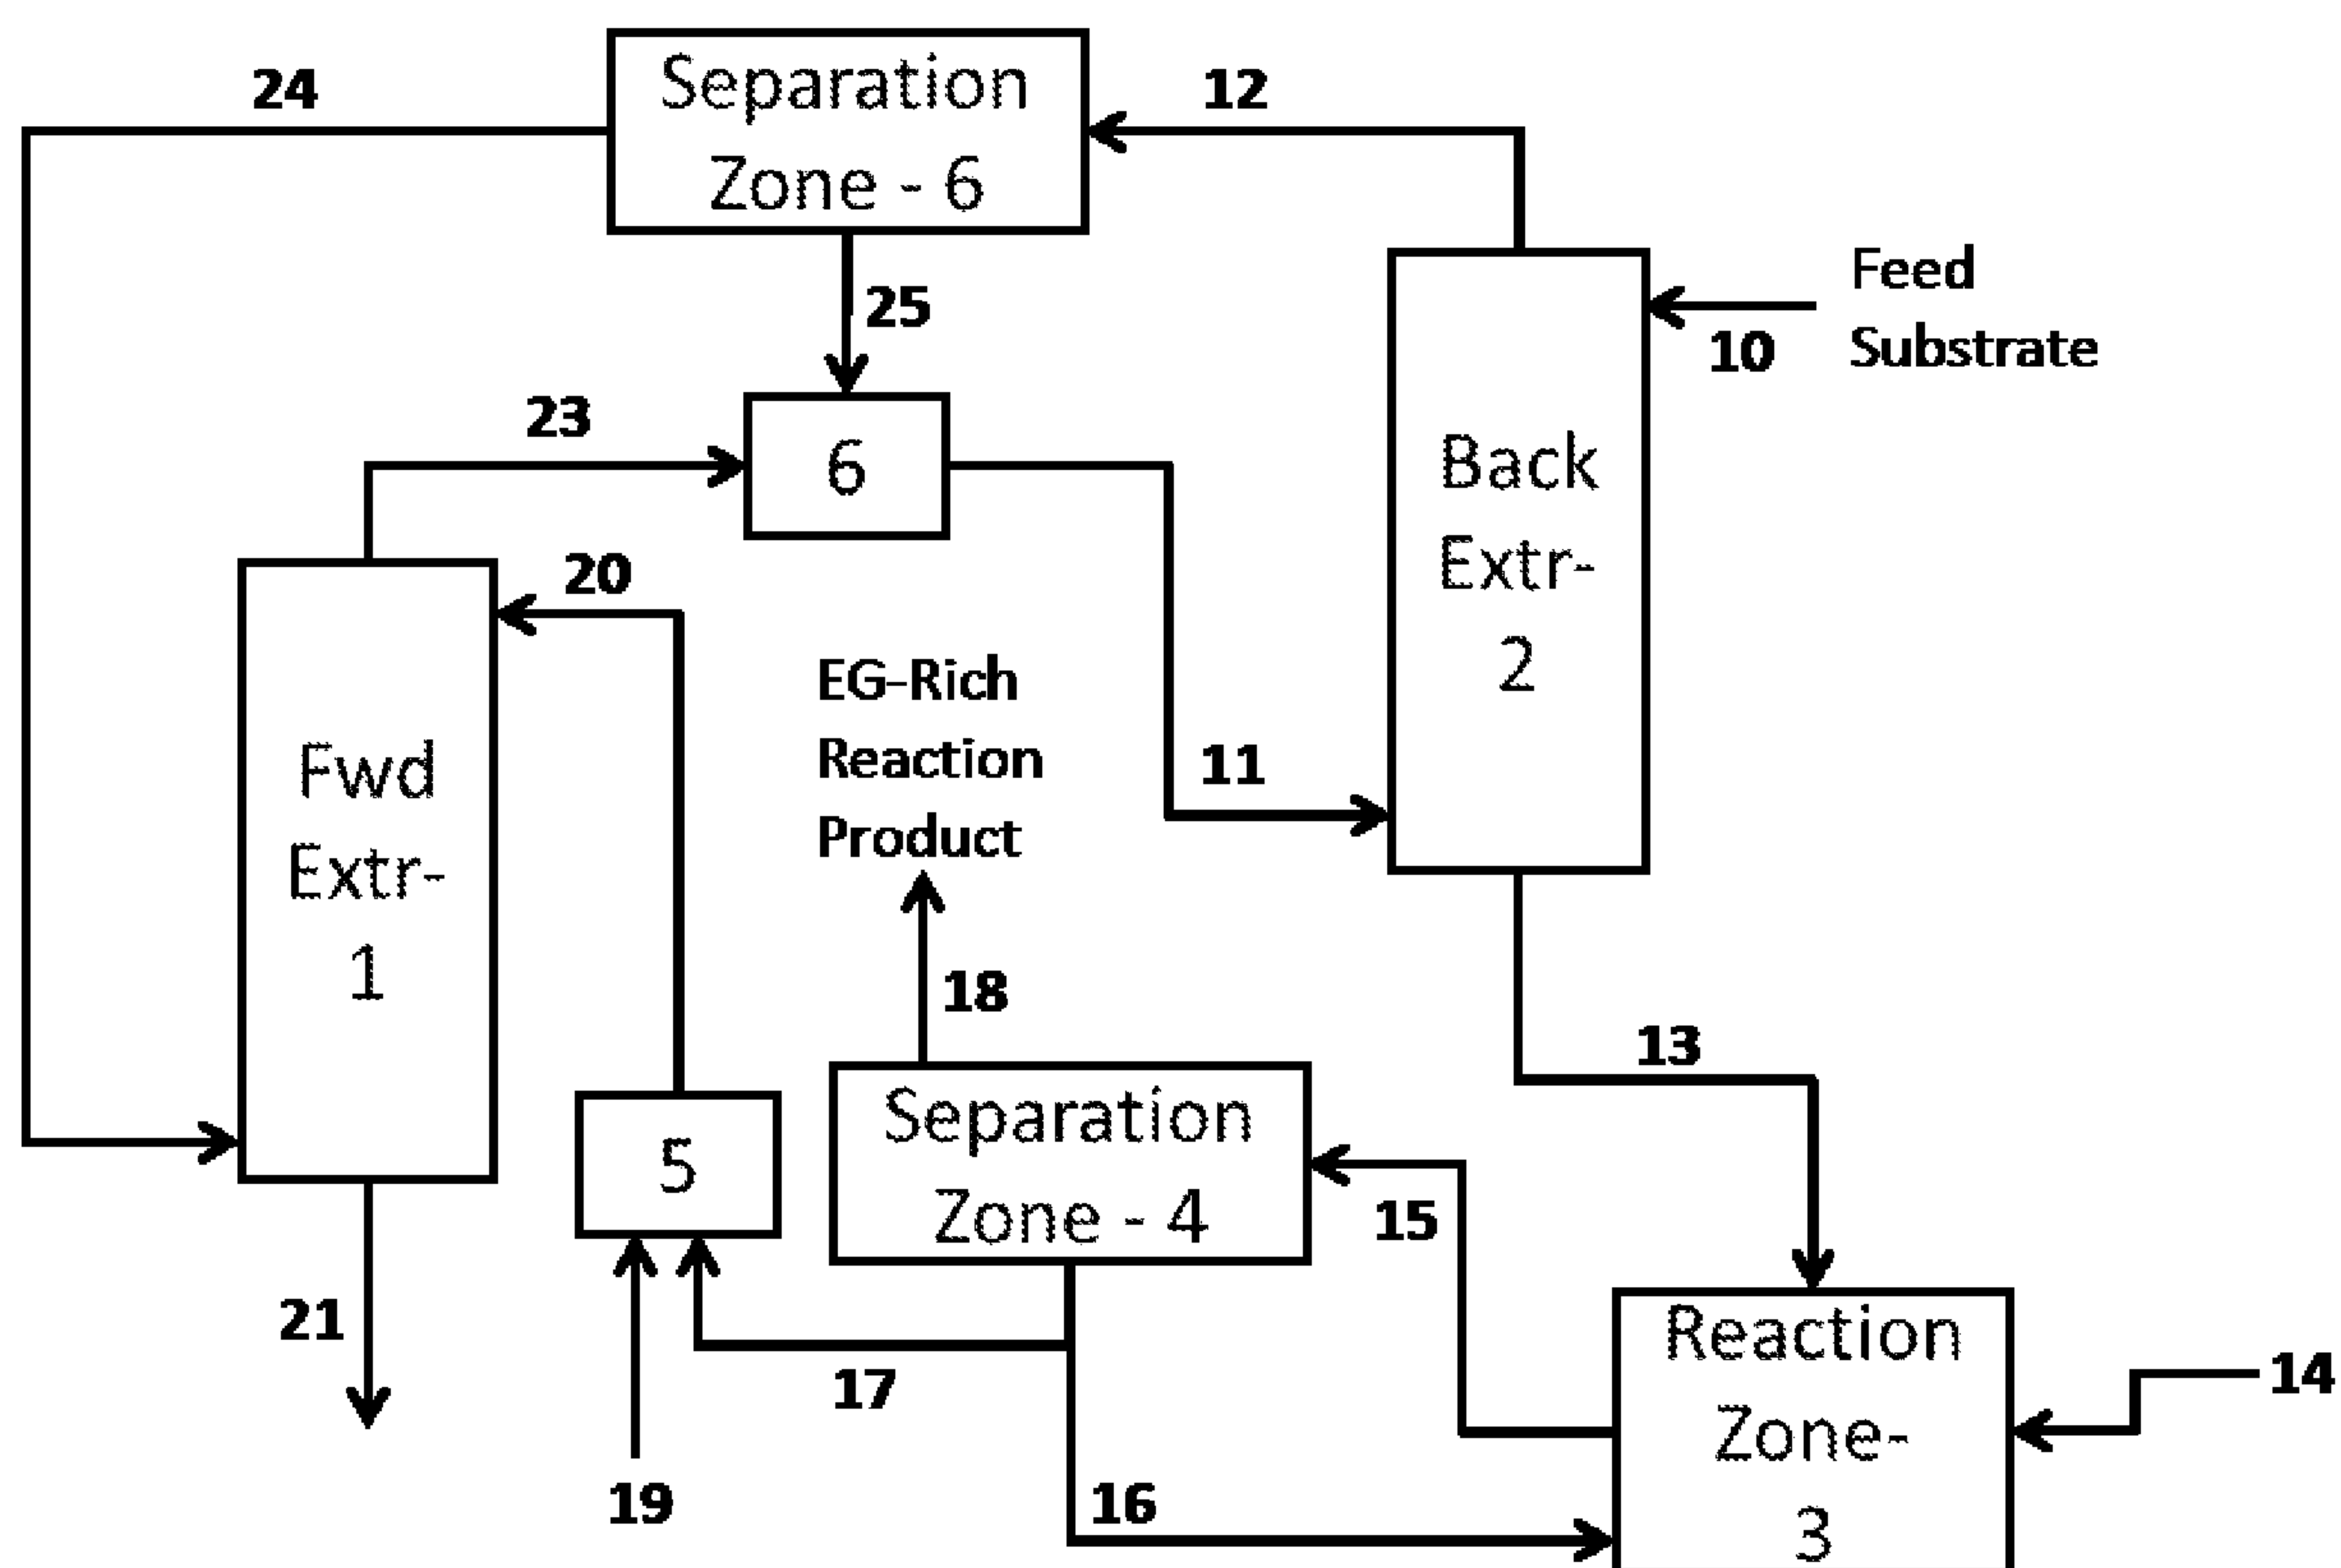 24
Separation
Zone - 6
12
25
Feed
Substrate
10
23
6
Back
Extr-
2
20
EG-Rich
Reaction
Product
11
Fwd
Extr-
1
18
13
Separation
Zone - 4
5
15
21
17
Reaction
Zone-
3
14
19
16